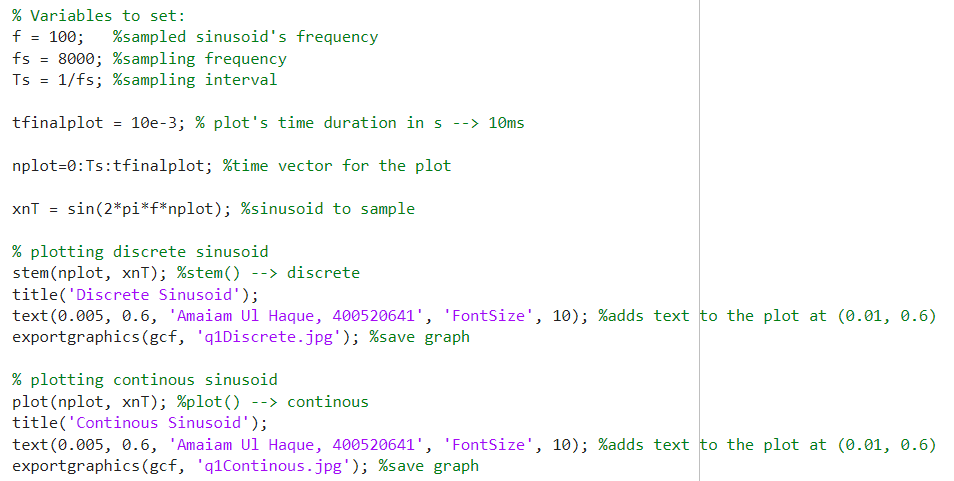 % Variables to set:
f = 100;   %sampled sinusoid's frequency
fs = 8000; %sampling frequency
Ts = 1/fs; %sampling interval
tfinalplot = 10e-3; % plot's time duration in s --> 10ms
nplot=0:Ts:tfinalplot; %time vector for the plot
xnT = sin(2*pi*f*nplot); %sinusoid to sample
% plotting discrete sinusoid
stem(nplot, xnT); %stem() --> discrete
title('Discrete Sinusoid');
text(0.005, 0.6, 'Amaiam Ul Haque, 400520641', 'FontSize', 10); %adds text to the plot at (0.01, 0.6)
exportgraphics(gcf, 'q1Discrete.jpg'); %save graph
% plotting continous sinusoid
plot(nplot, xnT); %plot() --> continous
title('Continous Sinusoid');
text(0.005, 0.6, 'Amaiam Ul Haque, 400520641', 'FontSize', 10); %adds text to the plot at (0.01, 0.6)
exportgraphics(gcf, 'q1Continous.jpg'); %save graph